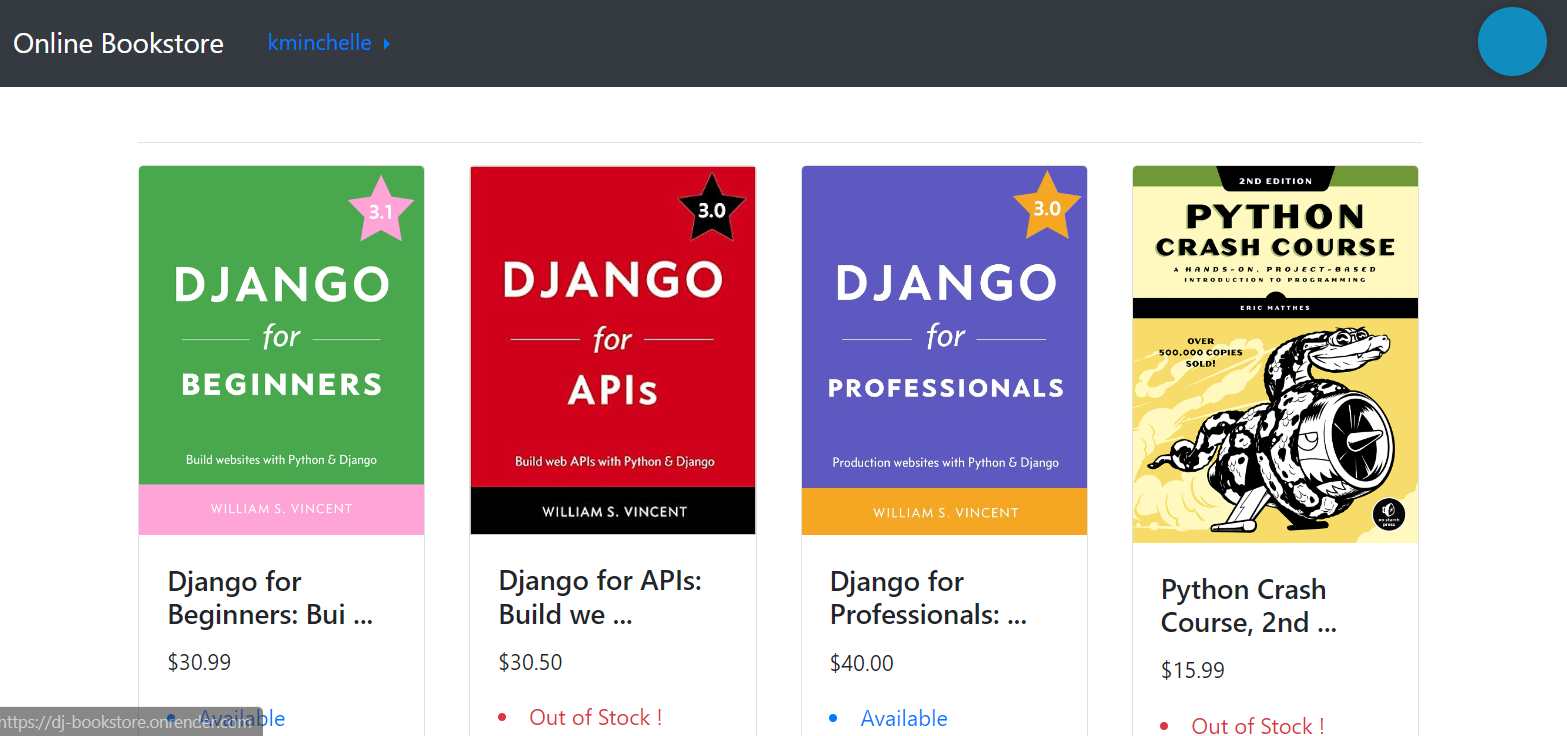 Online Bookstore
kminchelle
3.1
DJANGO
for
BEGINNERS
Build websites with Python & Django
WILLIAM S. VINCENT
Django for
Beginners: Bui ...
$30.99
Available
3.0
DJANGO
for
APIs
Build web APIs with Python & Django
WILLIAM S. VINCENT
Django for APIs:
Build we ...
$30.50
Out of Stock !
3.0
DJANGO
for
PROFESSIONALS
Production websites with Python & Django
WILLIAM S. VINCENT
Django for
Professionals: ...
$40.00
Available
2ND EDITION
PYTHON
CRASH COURSE
A HANDS-ON, PROJECT-BASED
INTRODUCTION TO PROGRAMMING
ERIC MATTHES
OVER
500,000 COPIES
SOLD!
no starch
press
Python Crash
Course, 2nd ...
$15.99
Out of Stock !
https://dj-bookstore.onrender.com